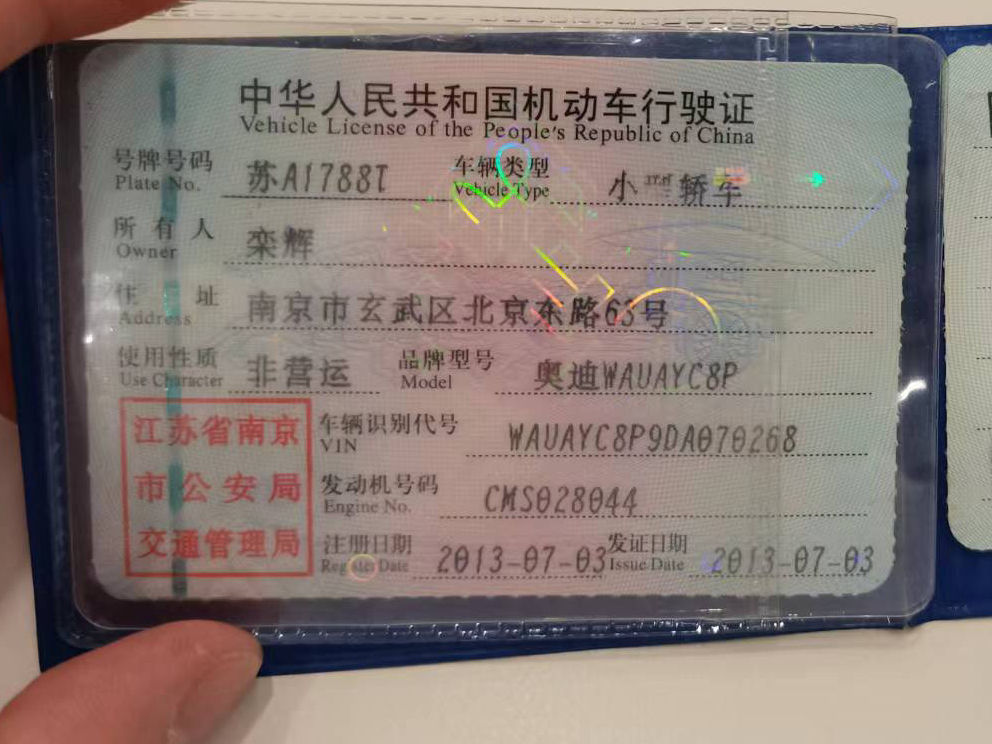 中华人民共和国机动车行驶证
Vehicle License of the People's Republic of China
号牌号码 苏A1788T 车辆类型 小型轿车
Plate No. Vehicle Type
所有人 栾辉
Owner
住址 南京市玄武区北京东路63号
Address
使用性质 非营运 品牌型号 奥迪WAUAYC8P
Use Character Model
江苏省南京
市公安局
交通管理局
车辆识别代号 WAUAYC8P9DA070268
VIN
发动机号码 CMS028044
Engine No.
注册日期 2013-07-03 发证日期 2013-07-03
Register Date Issue Date